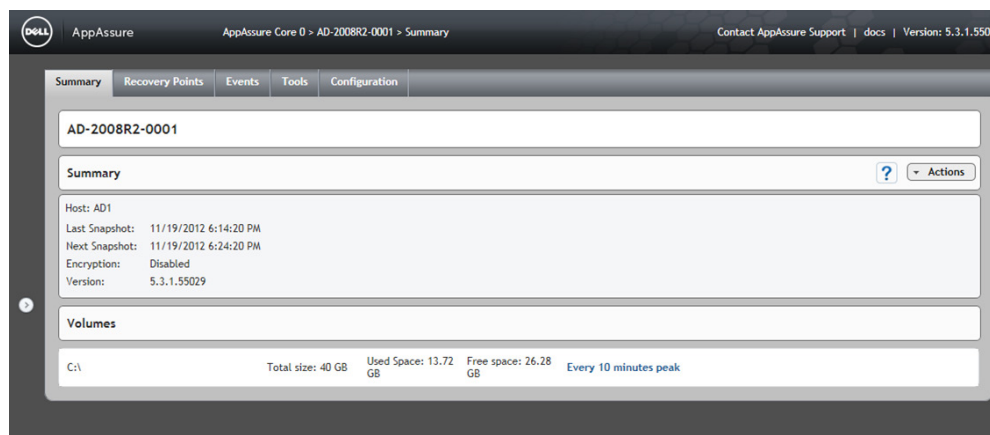 DELL AppAssure AppAssure Core 0 > AD-2008R2-0001 > Summary Contact AppAssure Support | docs | Version: 5.3.1.550
Summary Recovery Points Events Tools Configuration
AD-2008R2-0001
Summary ? Actions
Host: AD1
Last Snapshot: 11/19/2012 6:14:20 PM
Next Snapshot: 11/19/2012 6:24:20 PM
Encryption: Disabled
Version: 5.3.1.55029
Volumes
C:\ Total size: 40 GB Used Space: 13.72 GB Free space: 26.28 GB Every 10 minutes peak